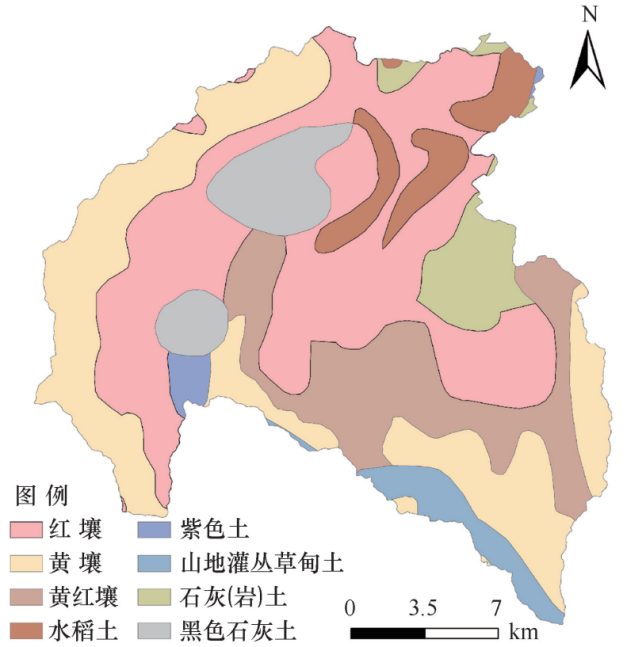 N
图 例
红 壤 紫色土
黄 壤 山地灌丛草甸土
黄红壤 石灰(岩)土
水稻土 黑色石灰土
0 3.5 7
km